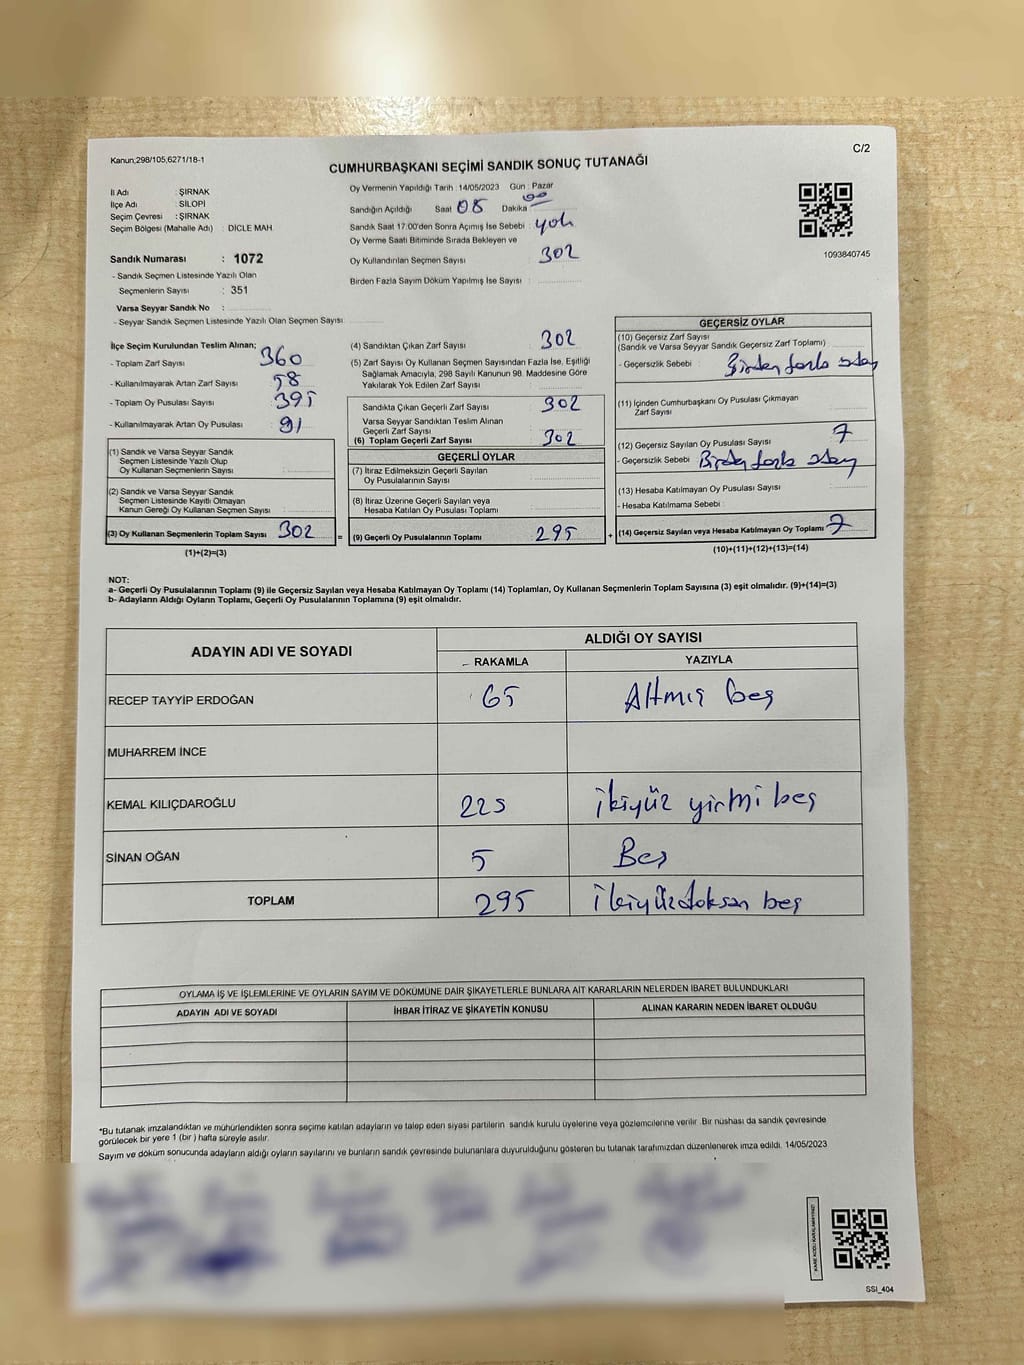 Kanun;298/105,6271/18-1
C/2
CUMHURBAŞKANI SEÇİMİ SANDIK SONUÇ TUTANAĞI
İl Adı : ŞIRNAK
İlçe Adı : SİLOPİ
Seçim Çevresi : ŞIRNAK
Seçim Bölgesi (Mahalle Adı) : DİCLE MAH
Sandık Numarası : 1072
- Sandık Seçmen Listesinde Yazılı Olan
Seçmenlerin Sayısı : 351
Varsa Seyyar Sandık No :
- Seyyar Sandık Seçmen Listesinde Yazılı Olan Seçmen Sayısı
Oy Vermenin Yapıldığı Tarih : 14/05/2023 Gün : Pazar
Sandığın Açıldığı Saat 08 Dakika 00
Sandık Saat 17:00'den Sonra Açımış İse Sebebi : yok
Oy Verme Saati Bitiminde Sırada Bekleyen ve
Oy Kullandırılan Seçmen Sayısı 302
Birden Fazla Sayım Döküm Yapılmış İse Sayısı :
1093840745
İlçe Seçim Kurulundan Teslim Alınan;
- Toplam Zarf Sayısı 360
- Kullanılmayarak Artan Zarf Sayısı 58
- Toplam Oy Pusulası Sayısı 395
- Kullanılmayarak Artan Oy Pusulası 91
(1) Sandık ve Varsa Seyyar Sandık
Seçmen Listesinde Yazılı Olup
Oy Kullanan Seçmenlerin Sayısı :
(2) Sandık ve Varsa Seyyar Sandık
Seçmen Listesinde Kayıtlı Olmayan
Kanun Gereği Oy Kullanan Seçmen Sayısı :
(3) Oy Kullanan Seçmenlerin Toplam Sayısı 302
(1)+(2)=(3)
(4) Sandıktan Çıkan Zarf Sayısı 302
(5) Zarf Sayısı Oy Kullanan Seçmen Sayısından Fazla İse, Eşitliği
Sağlamak Amacıyla, 298 Sayılı Kanunun 98. Maddesine Göre
Yakılarak Yok Edilen Zarf Sayısı :
Sandıkta Çıkan Geçerli Zarf Sayısı 302
Varsa Seyyar Sandıktan Teslim Alınan
Geçerli Zarf Sayısı
(6) Toplam Geçerli Zarf Sayısı 302
GEÇERLİ OYLAR
(7) İtiraz Edilmeksizin Geçerli Sayılan
Oy Pusulalarının Sayısı :
(8) İtiraz Üzerine Geçerli Sayılan veya
Hesaba Katılan Oy Pusulası Toplamı
= (9) Geçerli Oy Pusulalarının Toplamı 295
GEÇERSİZ OYLAR
(10) Geçersiz Zarf Sayısı
(Sandık ve Varsa Seyyar Sandık Geçersiz Zarf Toplamı)
- Geçersizlik Sebebi : Birden fazla aday
(11) İçinden Cumhurbaşkanı Oy Pusulası Çıkmayan
Zarf Sayısı
(12) Geçersiz Sayılan Oy Pusulası Sayısı 7
- Geçersizlik Sebebi Birden fazla aday
(13) Hesaba Katılmayan Oy Pusulası Sayısı
- Hesaba Katılmama Sebebi :
+ (14) Geçersiz Sayılan veya Hesaba Katılmayan Oy Toplamı 7
(10)+(11)+(12)+(13)=(14)
NOT:
a- Geçerli Oy Pusulalarının Toplamı (9) ile Geçersiz Sayılan veya Hesaba Katılmayan Oy Toplamı (14) Toplamları, Oy Kullanan Seçmenlerin Toplam Sayısına (3) eşit olmalıdır. (9)+(14)=(3)
b- Adayların Aldığı Oyların Toplamı, Geçerli Oy Pusulalarının Toplamına (9) eşit olmalıdır.
ADAYIN ADI VE SOYADI
ALDIĞI OY SAYISI
RAKAMLA YAZIYLA
RECEP TAYYİP ERDOĞAN 65 Altmış beş
MUHARREM İNCE
KEMAL KILIÇDAROĞLU 225 ikiyüz yirmi beş
SİNAN OĞAN 5 Beş
TOPLAM 295 ikiyüzdoksan beş
OYLAMA İŞ VE İŞLEMLERİNE VE OYLARIN SAYIM VE DÖKÜMÜNE DAİR ŞİKAYETLERLE BUNLARA AİT KARARLARIN NELERDEN İBARET BULUNDUKLARI
ADAYIN ADI VE SOYADI İHBAR İTİRAZ VE ŞİKAYETİN KONUSU ALINAN KARARIN NEDEN İBARET OLDUĞU
*Bu tutanak imzalandıktan ve mühürlendikten sonra seçime katılan adayların ve talep eden siyasi partilerin sandık kurulu üyelerine veya gözlemcilerine verilir. Bir nüshası da sandık çevresinde
görülecek bir yere 1 (bir ) hafta süreyle asılır.
Sayım ve döküm sonucunda adayların aldığı oyların sayılarını ve bunların sandık çevresinde bulunanlara duyurulduğunu gösteren bu tutanak tarafımızdan düzenlenerek imza edildi. 14/05/2023
KARE KODU KARALAMAYINIZ!
SSI_404